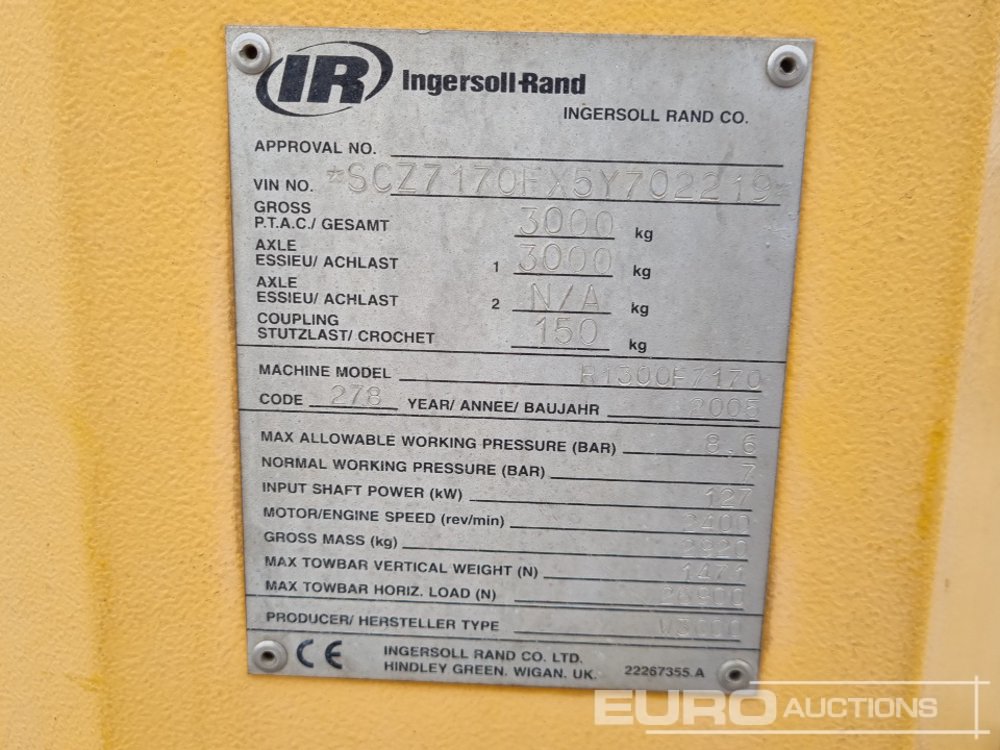 IR Ingersoll-Rand
INGERSOLL RAND CO.
APPROVAL NO.
VIN NO. *SCZ7170FX5Y702219*
GROSS
P.T.A.C./ GESAMT 3000 kg
AXLE
ESSIEU/ ACHLAST 1 3000 kg
AXLE
ESSIEU/ ACHLAST 2 N/A kg
COUPLING
STUTZLAST/ CROCHET 150 kg
MACHINE MODEL R1300F7170
CODE 278 YEAR/ ANNEE/ BAUJAHR 2005
MAX ALLOWABLE WORKING PRESSURE (BAR) 8,6
NORMAL WORKING PRESSURE (BAR) 7
INPUT SHAFT POWER (kW) 127
MOTOR/ENGINE SPEED (rev/min) 2400
GROSS MASS (kg) 2920
MAX TOWBAR VERTICAL WEIGHT (N) 1471
MAX TOWBAR HORIZ. LOAD (N)
PRODUCER/ HERSTELLER TYPE W3000
CE INGERSOLL RAND CO. LTD.
HINDLEY GREEN. WIGAN. UK. 22267355 A
EURO AUCTIONS